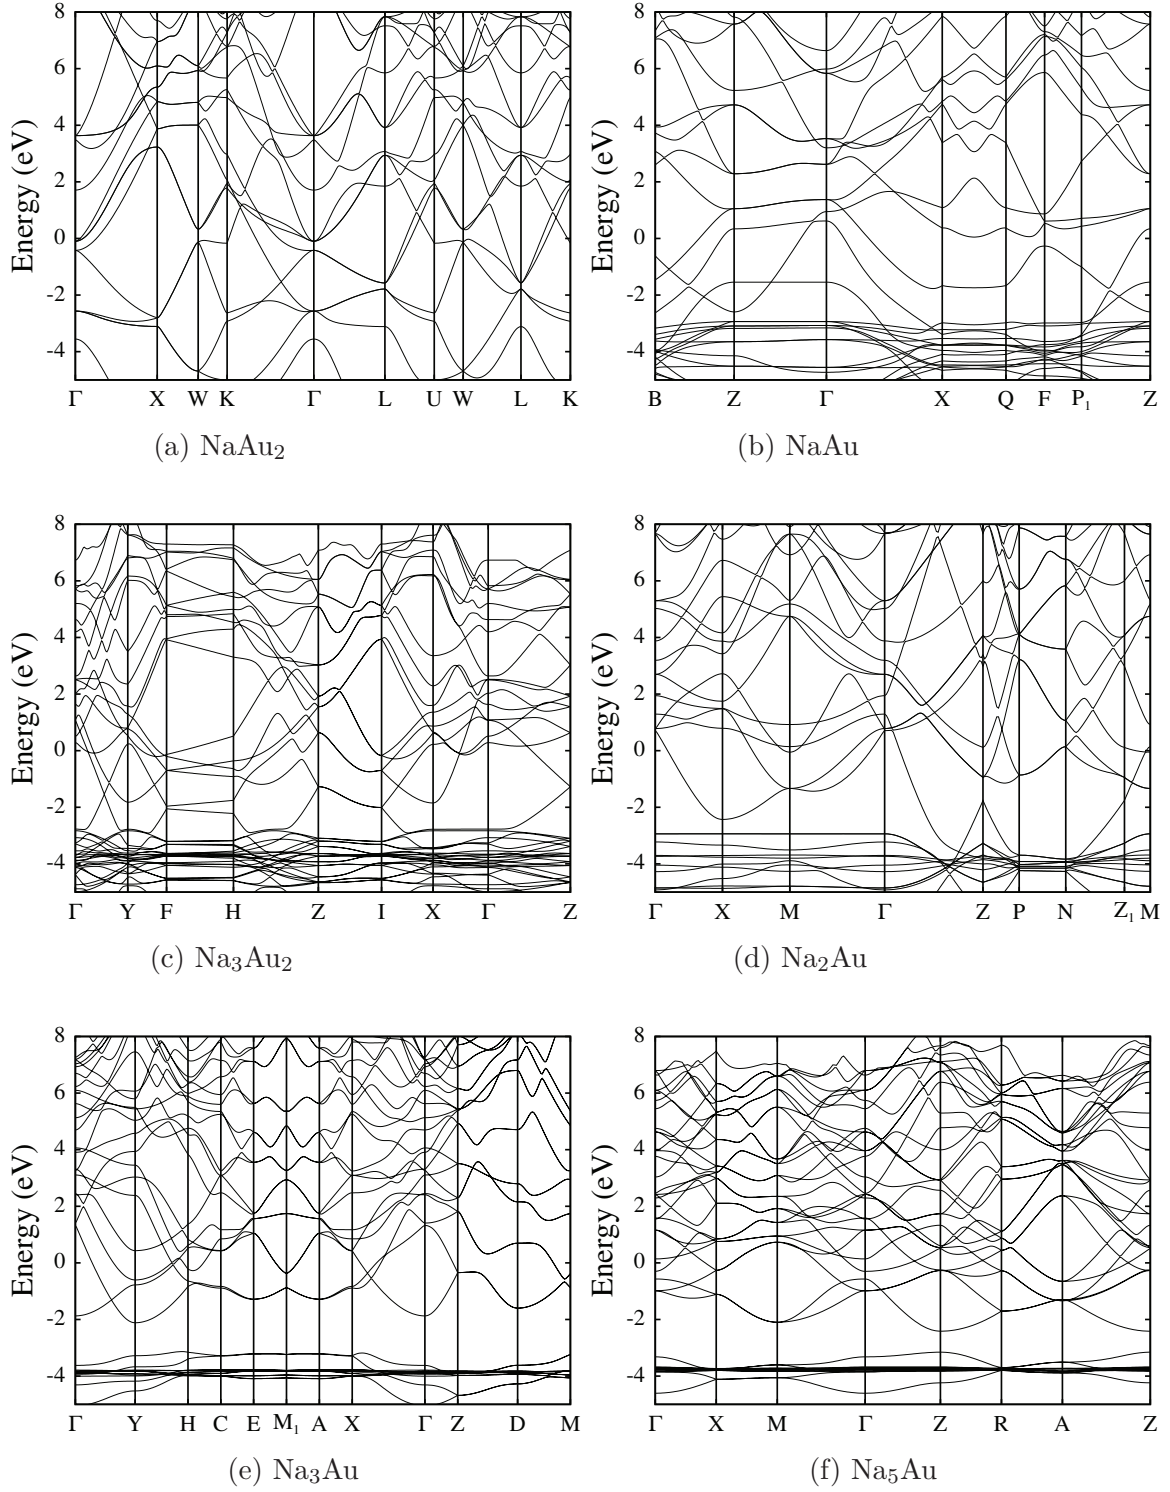 8 8
6 6
4 4
2 2
0 0
-2 -2
-4 -4
Energy (eV) Energy (eV)
Γ X W K Γ L U W L K B Z Γ X Q F P₁ Z
(a) NaAu₂ (b) NaAu
8 8
6 6
4 4
2 2
0 0
-2 -2
-4 -4
Energy (eV) Energy (eV)
Γ Y F H Z I X Γ Z Γ X M Γ Z P N Z₁ M
(c) Na₃Au₂ (d) Na₂Au
8 8
6 6
4 4
2 2
0 0
-2 -2
-4 -4
Energy (eV) Energy (eV)
Γ Y H C E M₁ A X Γ Z D M Γ X M Γ Z R A Z
(e) Na₃Au (f) Na₅Au